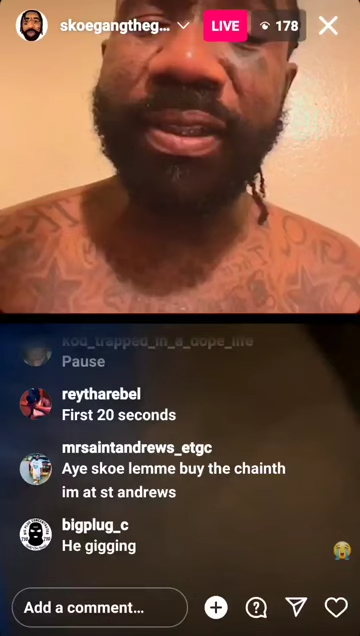 skoegangtheg...
LIVE
178
kod_trapped_in_a_dope_life
Pause
reytharebel
First 20 seconds
mrsaintandrews_etgc
Aye skoe lemme buy the chainth
im at st andrews
bigplug_c
He gigging
Add a comment...